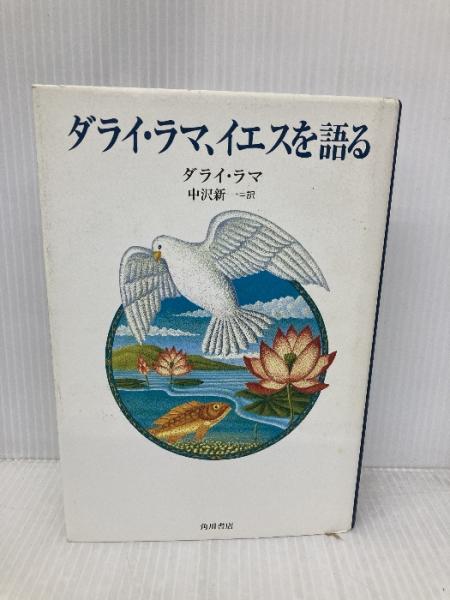 ダライ・ラマ、イエスを語る
ダライ・ラマ
中沢新一=訳
角川書店